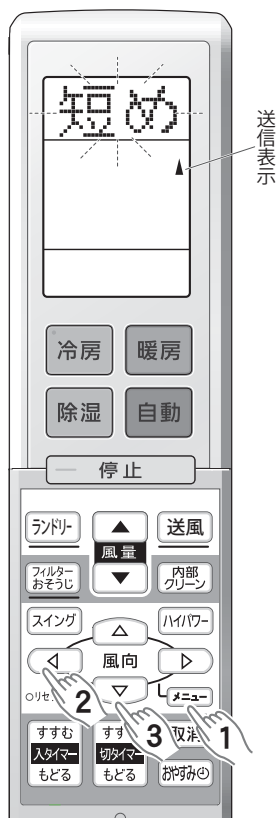 短め
送信表示
冷房
暖房
除湿
自動
停止
ランドリー
▲
送風
風量
フィルター
おそうじ
▼
内部
クリーン
スイング
△
ハイパワー
◁
風向
▷
2
▽
メニュー
3
1
すすむ
すす
取消
入タイマー
切タイマー
もどる
もどる
おやすみ